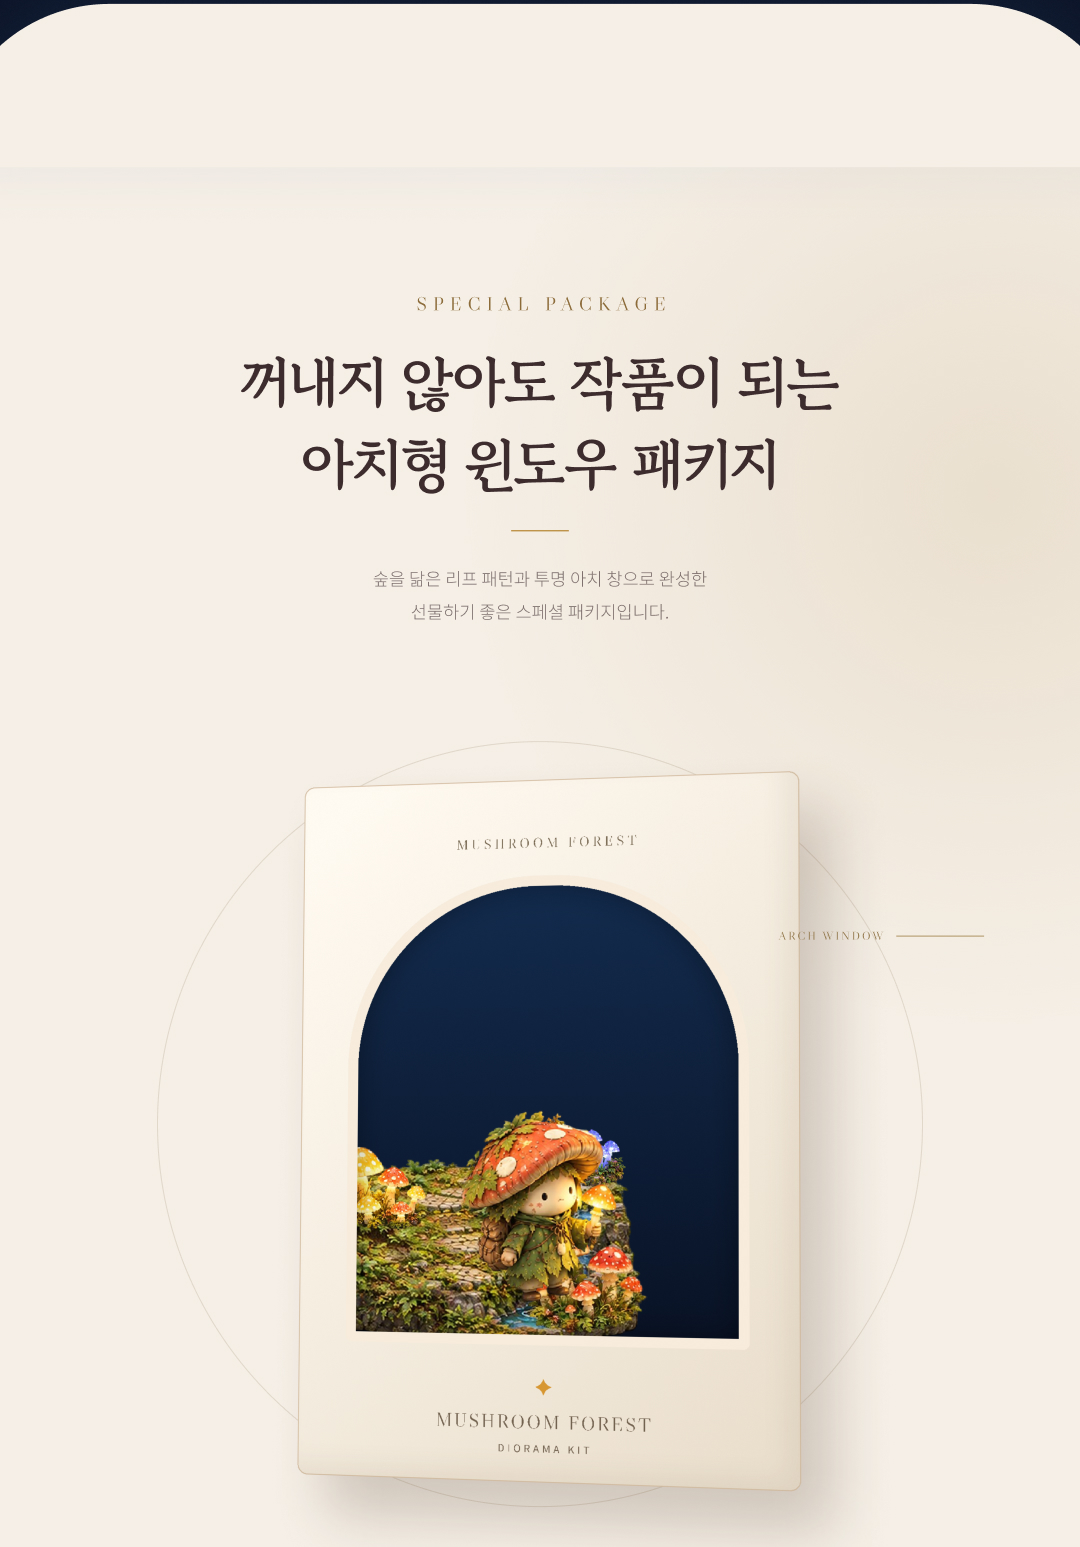 SPECIAL PACKAGE
꺼내지 않아도 작품이 되는
아치형 윈도우 패키지
숲을 닮은 리프 패턴과 투명 아치 창으로 완성한
선물하기 좋은 스페셜 패키지입니다.
MUSHROOM FOREST
ARCH WINDOW
MUSHROOM FOREST
DIORAMA KIT